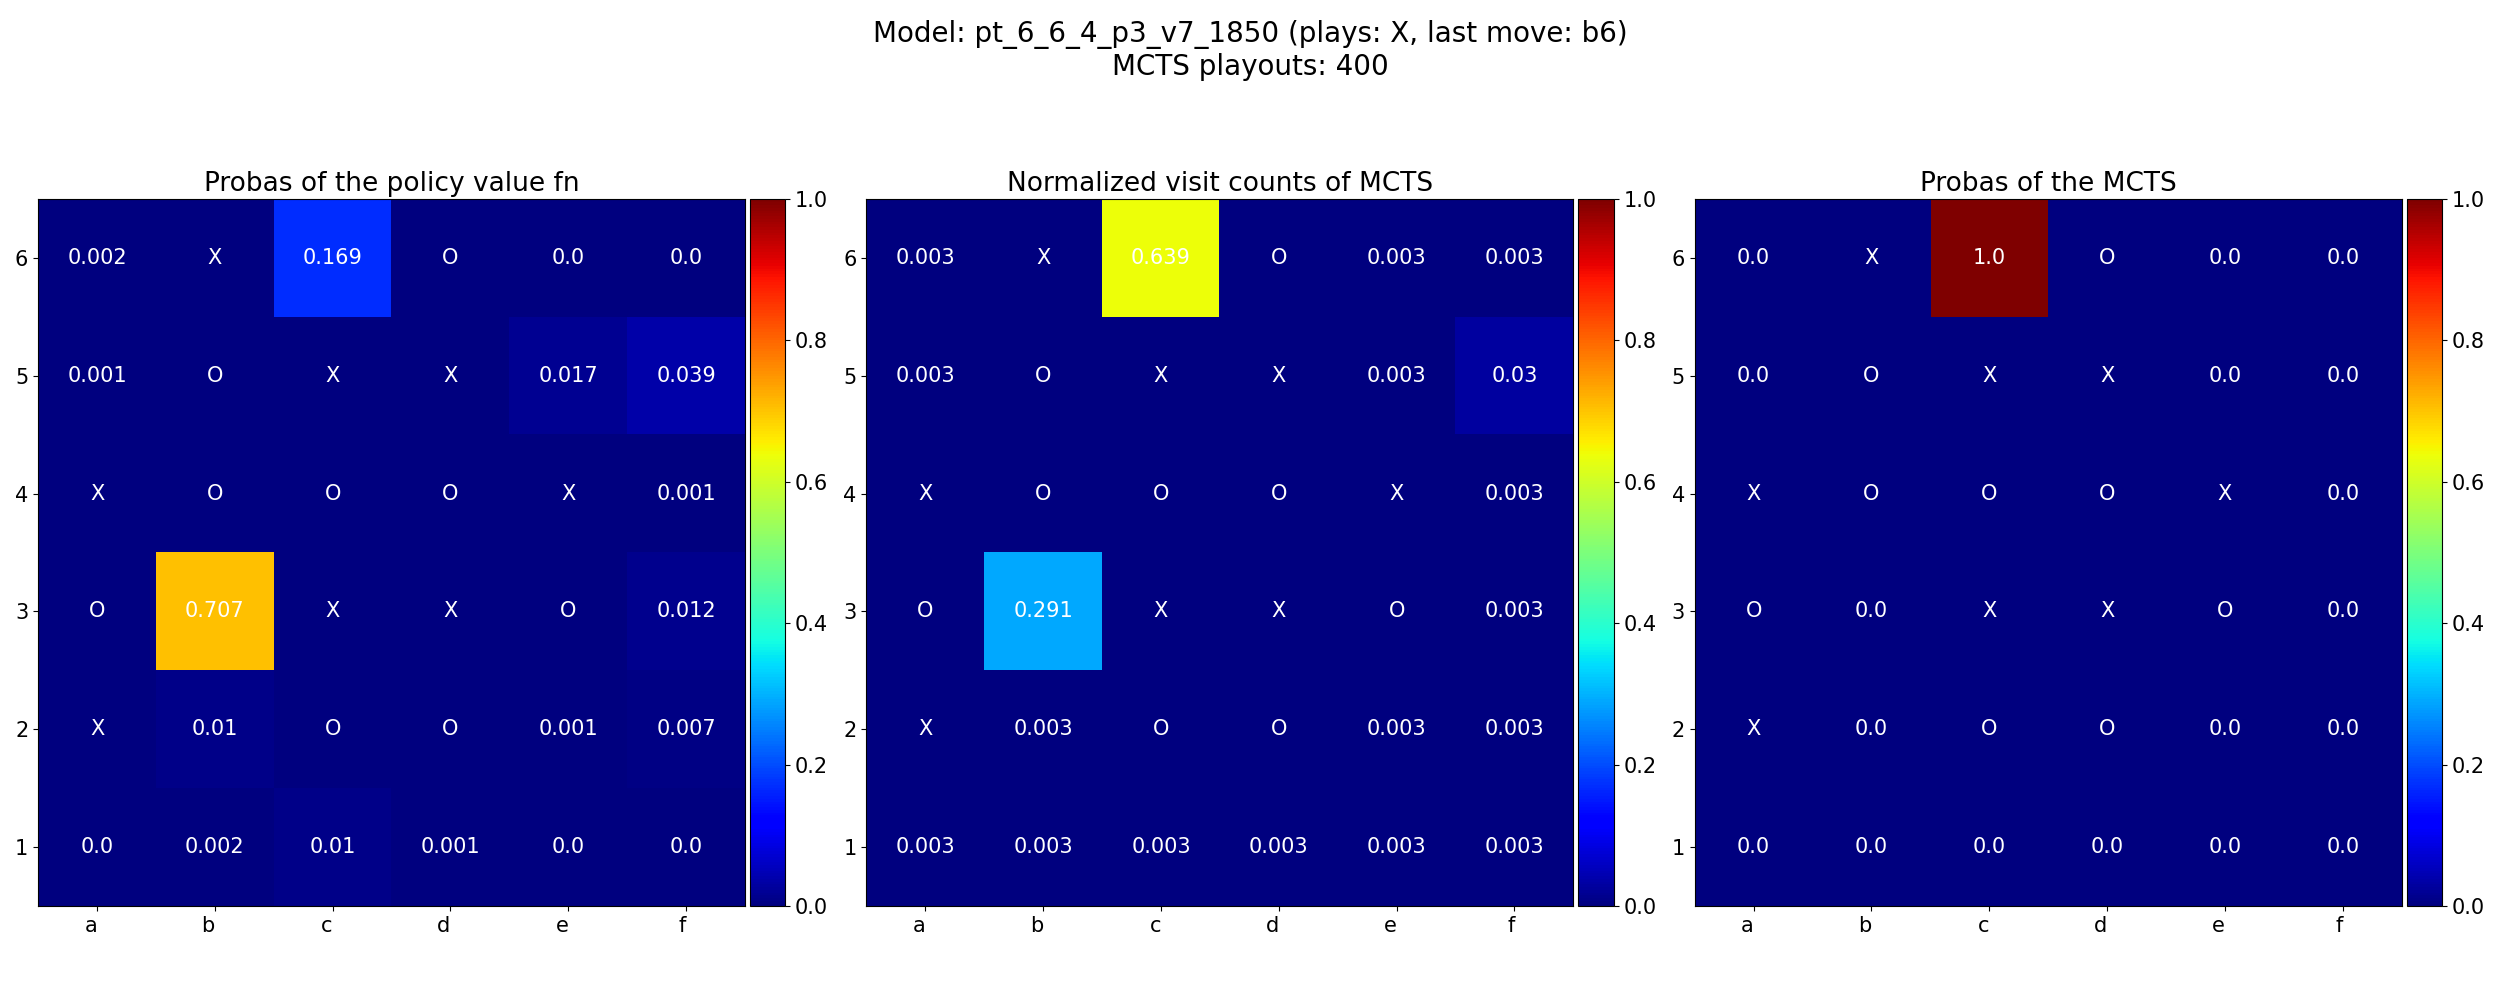 Model: pt_6_6_4_p3_v7_1850 (plays: X, last move: b6)
MCTS playouts: 400
Probas of the policy value fn
6 0.002 X 0.169 O 0.0 0.0
5 0.001 O X X 0.017 0.039
4 X O O O X 0.001
3 O 0.707 X X O 0.012
2 X 0.01 O O 0.001 0.007
1 0.0 0.002 0.01 0.001 0.0 0.0
a b c d e f
1.0
0.8
0.6
0.4
0.2
0.0
Normalized visit counts of MCTS
6 0.003 X 0.639 O 0.003 0.003
5 0.003 O X X 0.003 0.03
4 X O O O X 0.003
3 O 0.291 X X O 0.003
2 X 0.003 O O 0.003 0.003
1 0.003 0.003 0.003 0.003 0.003 0.003
a b c d e f
1.0
0.8
0.6
0.4
0.2
0.0
Probas of the MCTS
6 0.0 X 1.0 O 0.0 0.0
5 0.0 O X X 0.0 0.0
4 X O O O X 0.0
3 O 0.0 X X O 0.0
2 X 0.0 O O 0.0 0.0
1 0.0 0.0 0.0 0.0 0.0 0.0
a b c d e f
1.0
0.8
0.6
0.4
0.2
0.0